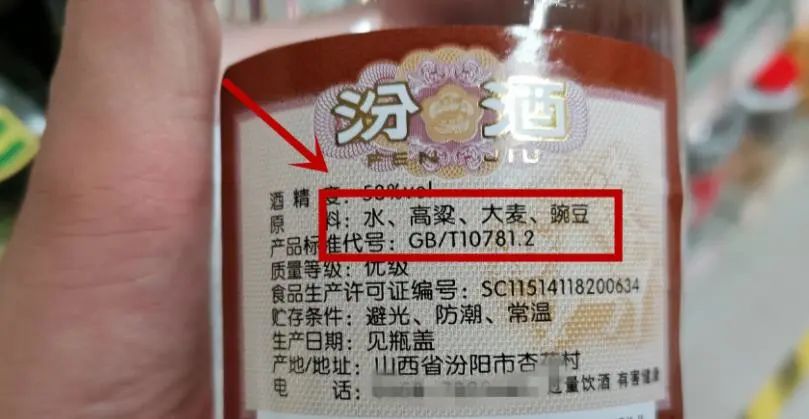 汾酒
FEN JIU
酒精度：53%vol
原料：水、高粱、大麦、豌豆
产品标准代号：GB/T10781.2
质量等级：优级
食品生产许可证编号：SC11514118200634
贮存条件：避光、防潮、常温
生产日期：见瓶盖
产地/地址：山西省汾阳市杏花村
电话：
过量饮酒 有害健康